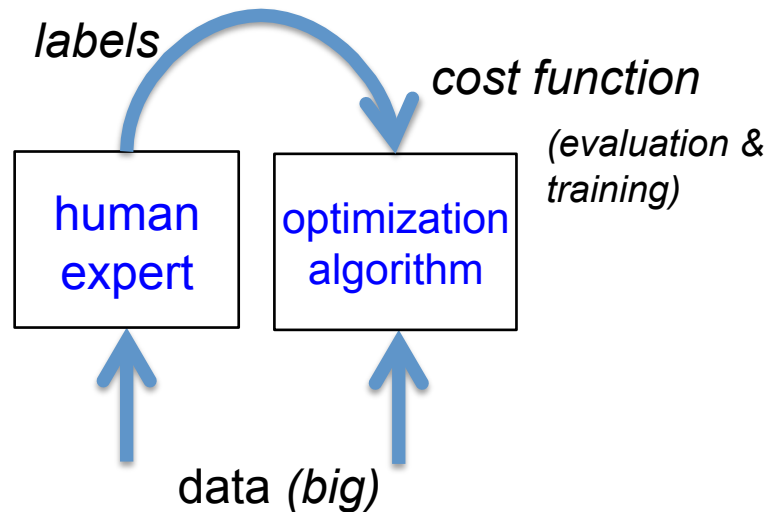 labels
cost function
(evaluation &
training)
human
expert
optimization
algorithm
data (big)